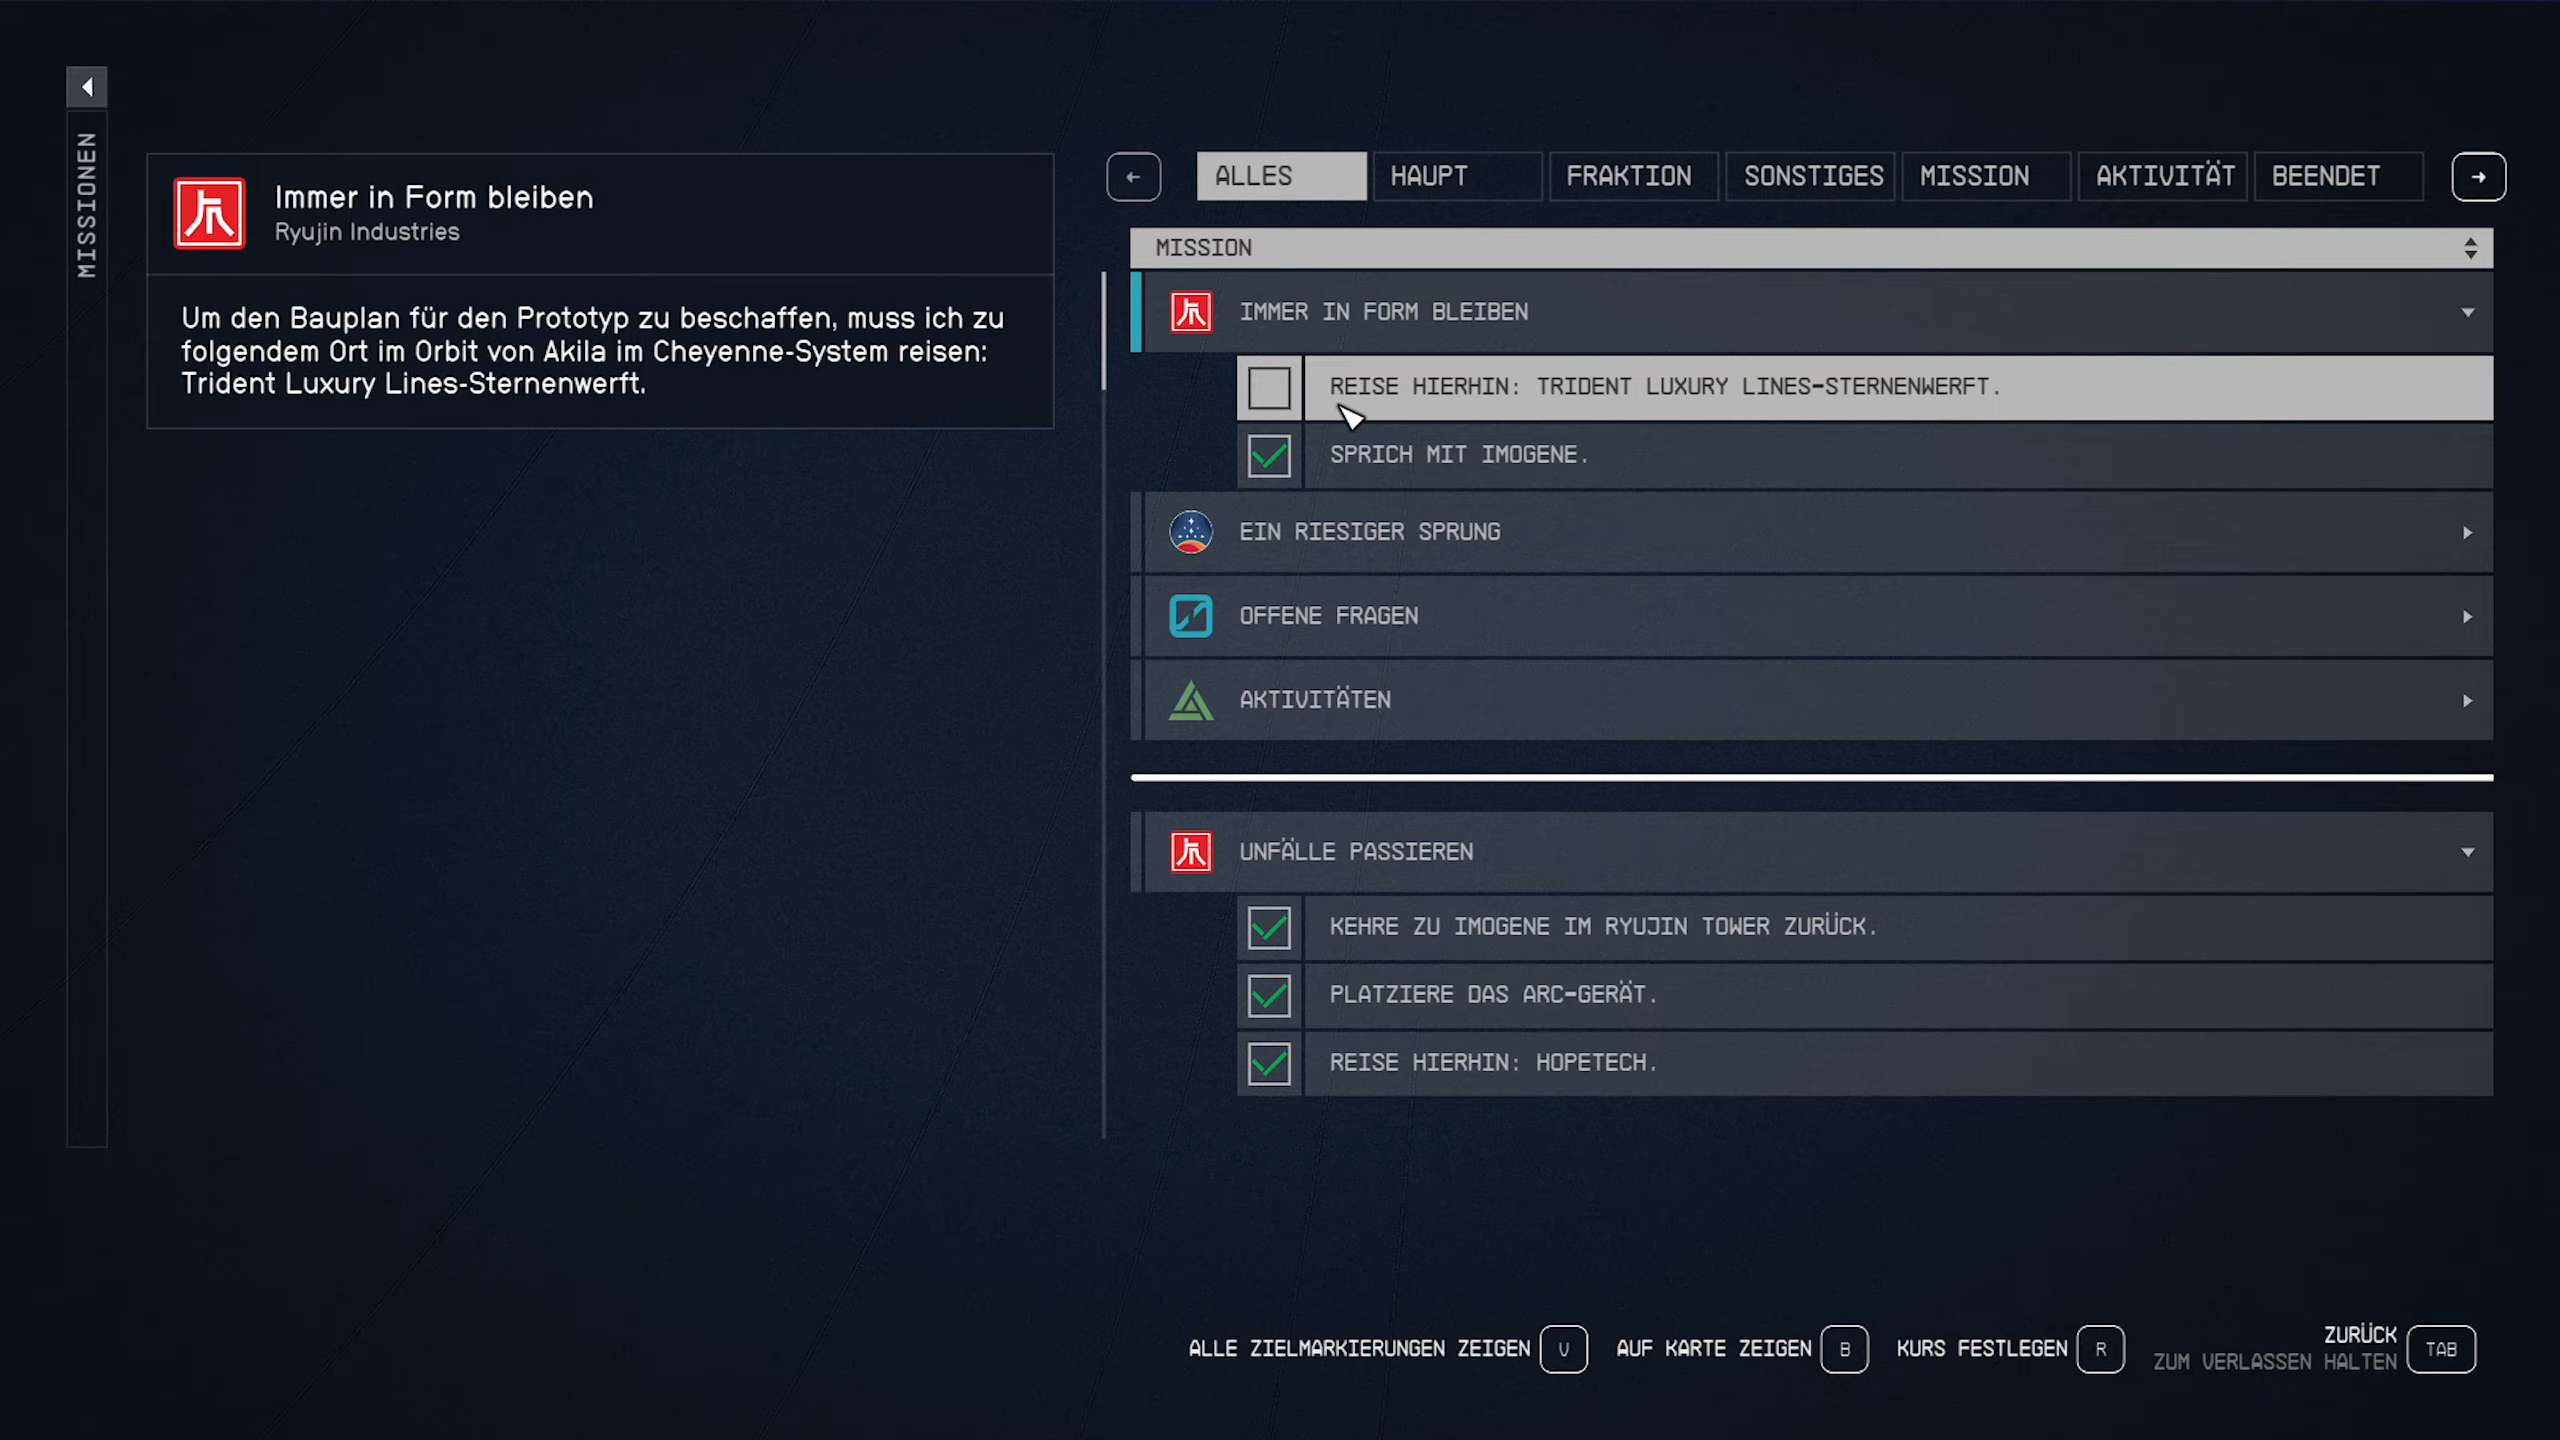 MISSIONEN
Immer in Form bleiben
Ryujin Industries
Um den Bauplan für den Prototyp zu beschaffen, muss ich zu
folgendem Ort im Orbit von Akila im Cheyenne-System reisen:
Trident Luxury Lines-Sternenwerft.
ALLES HAUPT FRAKTION SONSTIGES MISSION AKTIVITÄT BEENDET
MISSION
IMMER IN FORM BLEIBEN
REISE HIERHIN: TRIDENT LUXURY LINES-STERNENWERFT.
SPRICH MIT IMOGENE.
EIN RIESIGER SPRUNG
OFFENE FRAGEN
AKTIVITÄTEN
UNFÄLLE PASSIEREN
KEHRE ZU IMOGENE IM RYUJIN TOWER ZURÜCK.
PLATZIERE DAS ARC-GERÄT.
REISE HIERHIN: HOPETECH.
ALLE ZIELMARKIERUNGEN ZEIGEN V AUF KARTE ZEIGEN B KURS FESTLEGEN R ZURÜCK TAB
ZUM VERLASSEN HALTEN